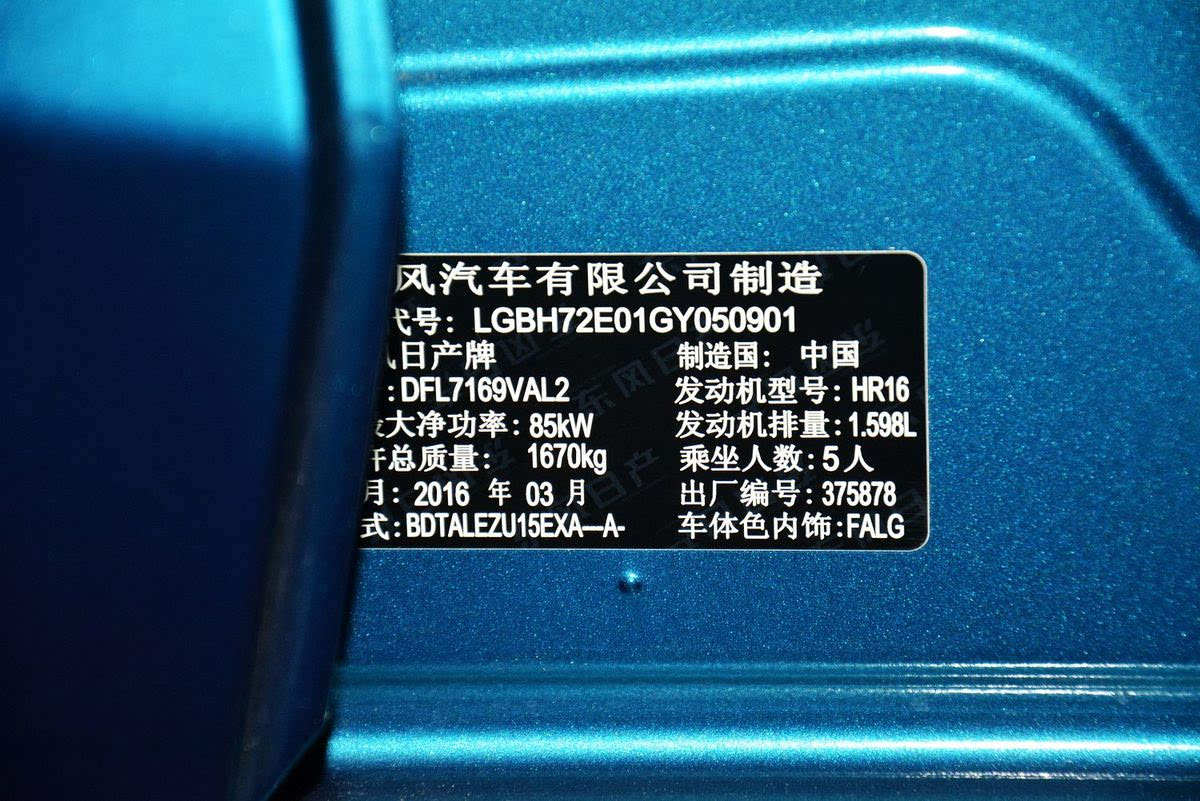 风汽车有限公司制造
代号: LGBH72E01GY050901
日产牌 制造国: 中国
:DFL7169VAL2 发动机型号: HR16
大净功率: 85kW 发动机排量: 1.598L
许总质量: 1670kg 乘坐人数: 5人
月: 2016 年 03 月 出厂编号: 375878
式: BDTALEZU15EXA---A- 车体色内饰: FALG